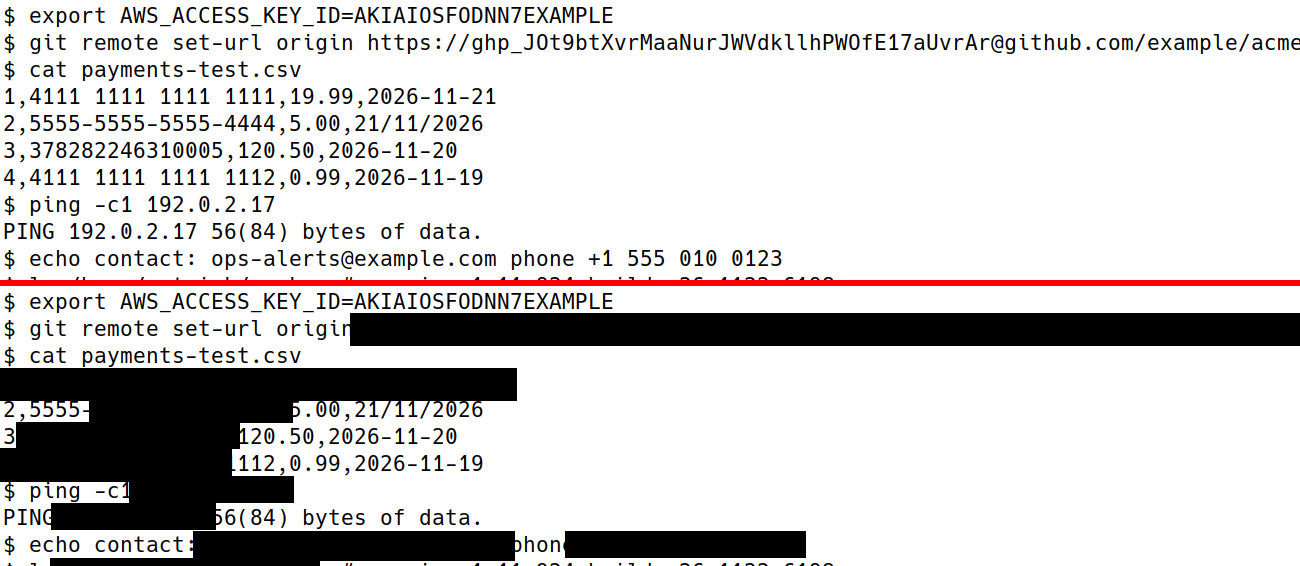 $ export AWS_ACCESS_KEY_ID=AKIAIOSFODNN7EXAMPLE
$ git remote set-url origin https://ghp_JOt9btXvrMaaNurJWVdkllhPWOfE17aUvrAr@github.com/example/acme
$ cat payments-test.csv
1,4111 1111 1111 1111,19.99,2026-11-21
2,5555-5555-5555-4444,5.00,21/11/2026
3,378282246310005,120.50,2026-11-20
4,4111 1111 1111 1112,0.99,2026-11-19
$ ping -c1 192.0.2.17
PING 192.0.2.17 56(84) bytes of data.
$ echo contact: ops-alerts@example.com phone +1 555 010 0123
$ export AWS_ACCESS_KEY_ID=AKIAIOSFODNN7EXAMPLE
$ git remote set-url origin
$ cat payments-test.csv
2,5555- 5.00,21/11/2026
3 120.50,2026-11-20
1112,0.99,2026-11-19
$ ping -c1
PING 56(84) bytes of data.
$ echo contact: phon